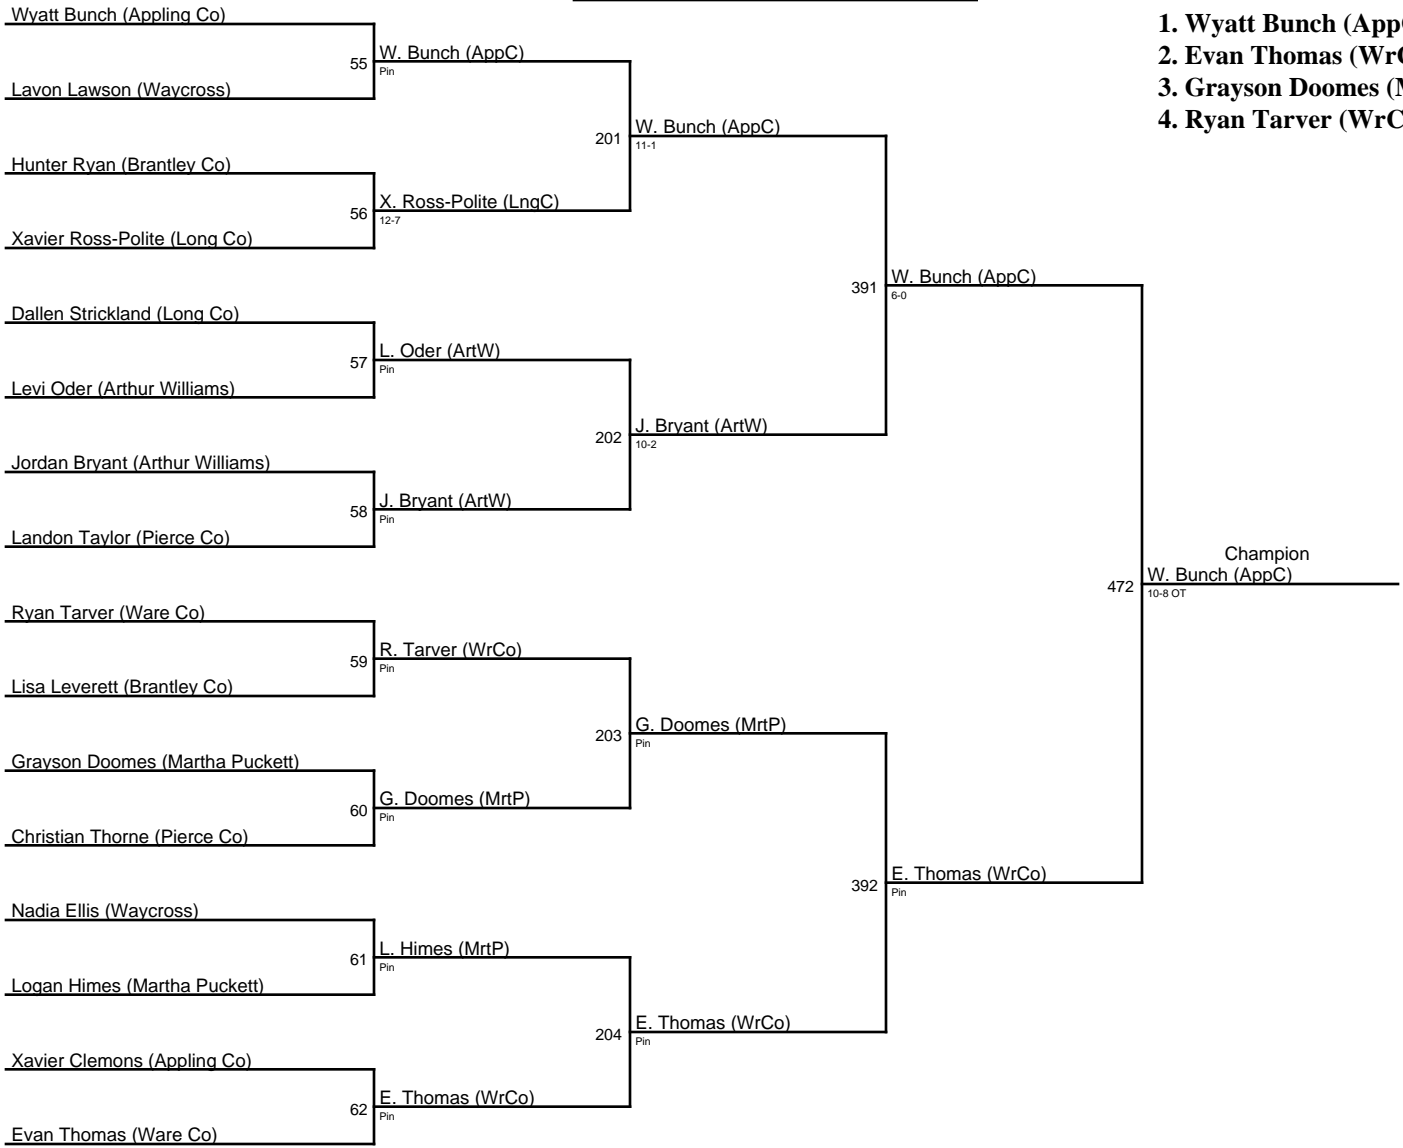 Wyatt Bunch (Appling Co)
55
W. Bunch (AppC)
Pin
Lavon Lawson (Waycross)
201
W. Bunch (AppC)
11-1
Hunter Ryan (Brantley Co)
56
X. Ross-Polite (LngC)
12-7
Xavier Ross-Polite (Long Co)
391
W. Bunch (AppC)
6-0
Dallen Strickland (Long Co)
57
L. Oder (ArtW)
Pin
Levi Oder (Arthur Williams)
202
J. Bryant (ArtW)
10-2
Jordan Bryant (Arthur Williams)
58
J. Bryant (ArtW)
Pin
Landon Taylor (Pierce Co)
Champion
472
W. Bunch (AppC)
10-8 OT
Ryan Tarver (Ware Co)
59
R. Tarver (WrCo)
Pin
Lisa Leverett (Brantley Co)
203
G. Doomes (MrtP)
Pin
Grayson Doomes (Martha Puckett)
60
G. Doomes (MrtP)
Pin
Christian Thorne (Pierce Co)
392
E. Thomas (WrCo)
Pin
Nadia Ellis (Waycross)
61
L. Himes (MrtP)
Pin
Logan Himes (Martha Puckett)
204
E. Thomas (WrCo)
Pin
Xavier Clemons (Appling Co)
62
E. Thomas (WrCo)
Pin
Evan Thomas (Ware Co)
1. Wyatt Bunch (App
2. Evan Thomas (Wr
3. Grayson Doomes (
4. Ryan Tarver (WrC